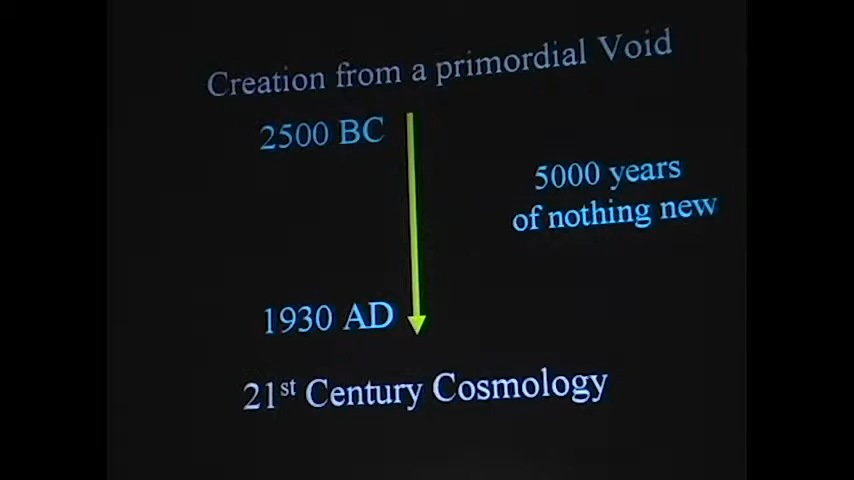 Creation from a primordial Void
2500 BC
5000 years
of nothing new
1930 AD
21st Century Cosmology